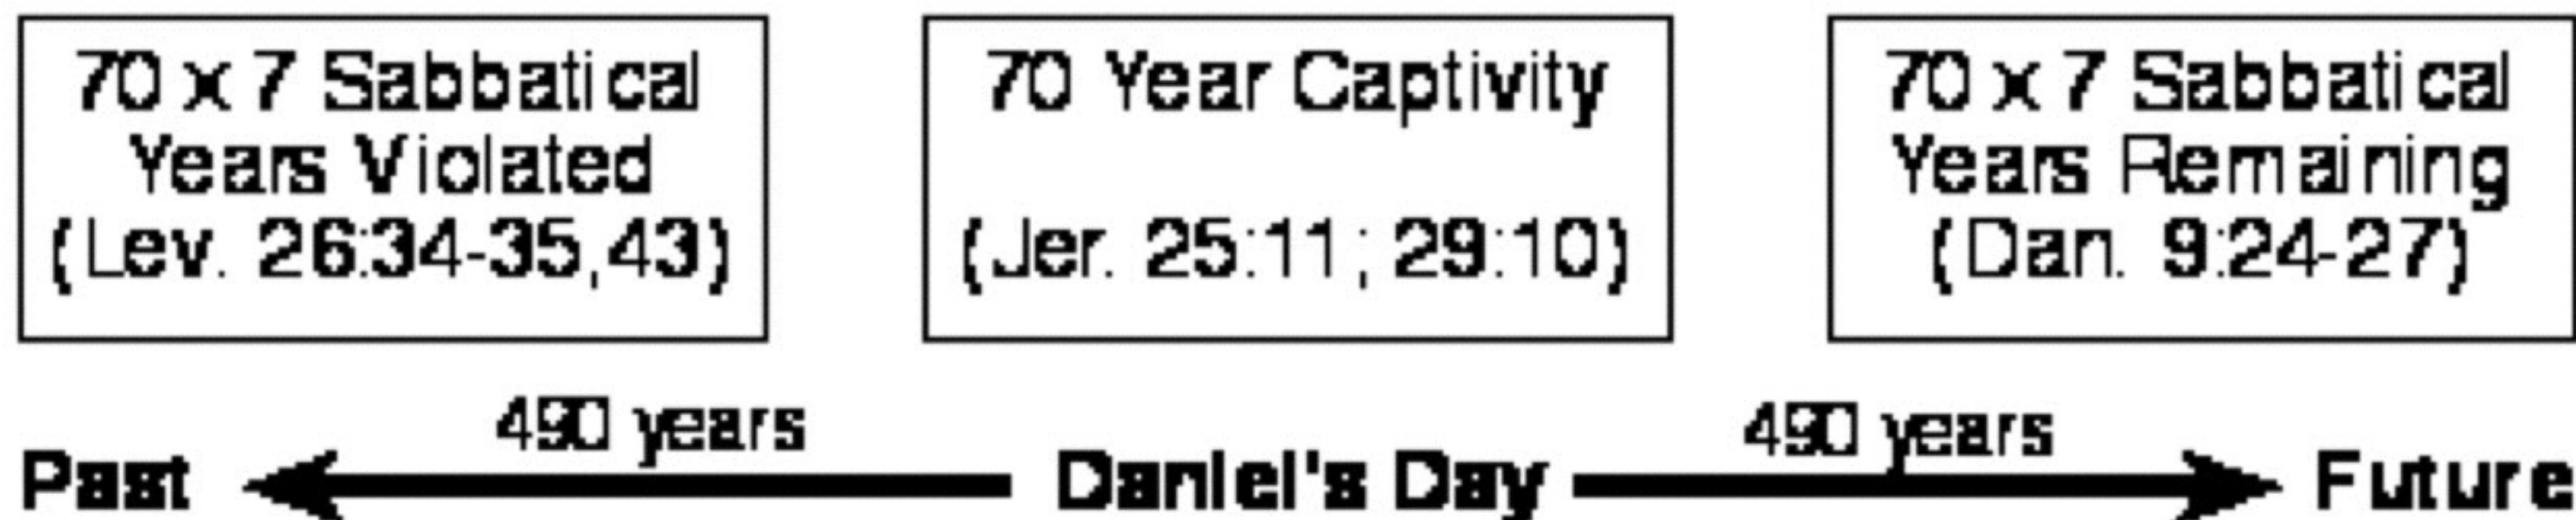 70 x 7 Sabbatical
Years Violated
(Lev. 26:34-35,43)
70 Year Captivity
(Jer. 25:11; 29:10)
70 x 7 Sabbatical
Years Remaining
(Dan. 9:24-27)
490 years
490 years
Past
Daniel's Day
Future